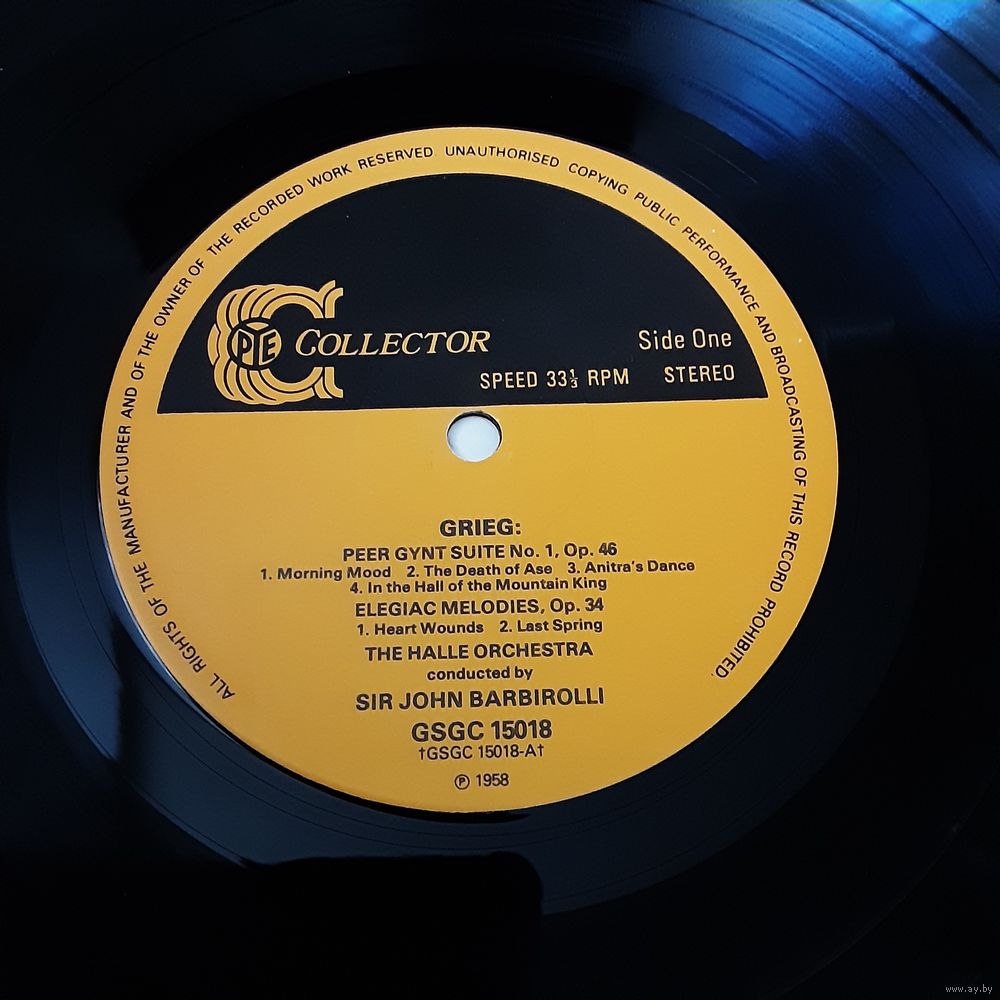 ALL RIGHTS OF THE MANUFACTURER AND OF THE OWNER OF THE RECORDED WORK RESERVED. UNAUTHORISED COPYING PUBLIC PERFORMANCE AND BROADCASTING OF THIS RECORD PROHIBITED.
PYE COLLECTOR
Side One
SPEED 33⅓ RPM STEREO
GRIEG:
PEER GYNT SUITE No. 1, Op. 46
1. Morning Mood 2. The Death of Ase 3. Anitra's Dance
4. In the Hall of the Mountain King
ELEGIAC MELODIES, Op. 34
1. Heart Wounds 2. Last Spring
THE HALLE ORCHESTRA
conducted by
SIR JOHN BARBIROLLI
GSGC 15018
†GSGC 15018-A†
℗ 1958
www.ay.by